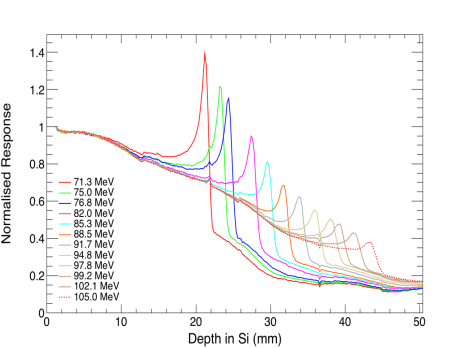 1.4
1.2
1
0.8
0.6
0.4
0.2
0
Normalised Response
71.3 MeV
75.0 MeV
76.8 MeV
82.0 MeV
85.3 MeV
88.5 MeV
91.7 MeV
94.8 MeV
97.8 MeV
99.2 MeV
102.1 MeV
105.0 MeV
0 10 20 30 40 50
Depth in Si (mm)